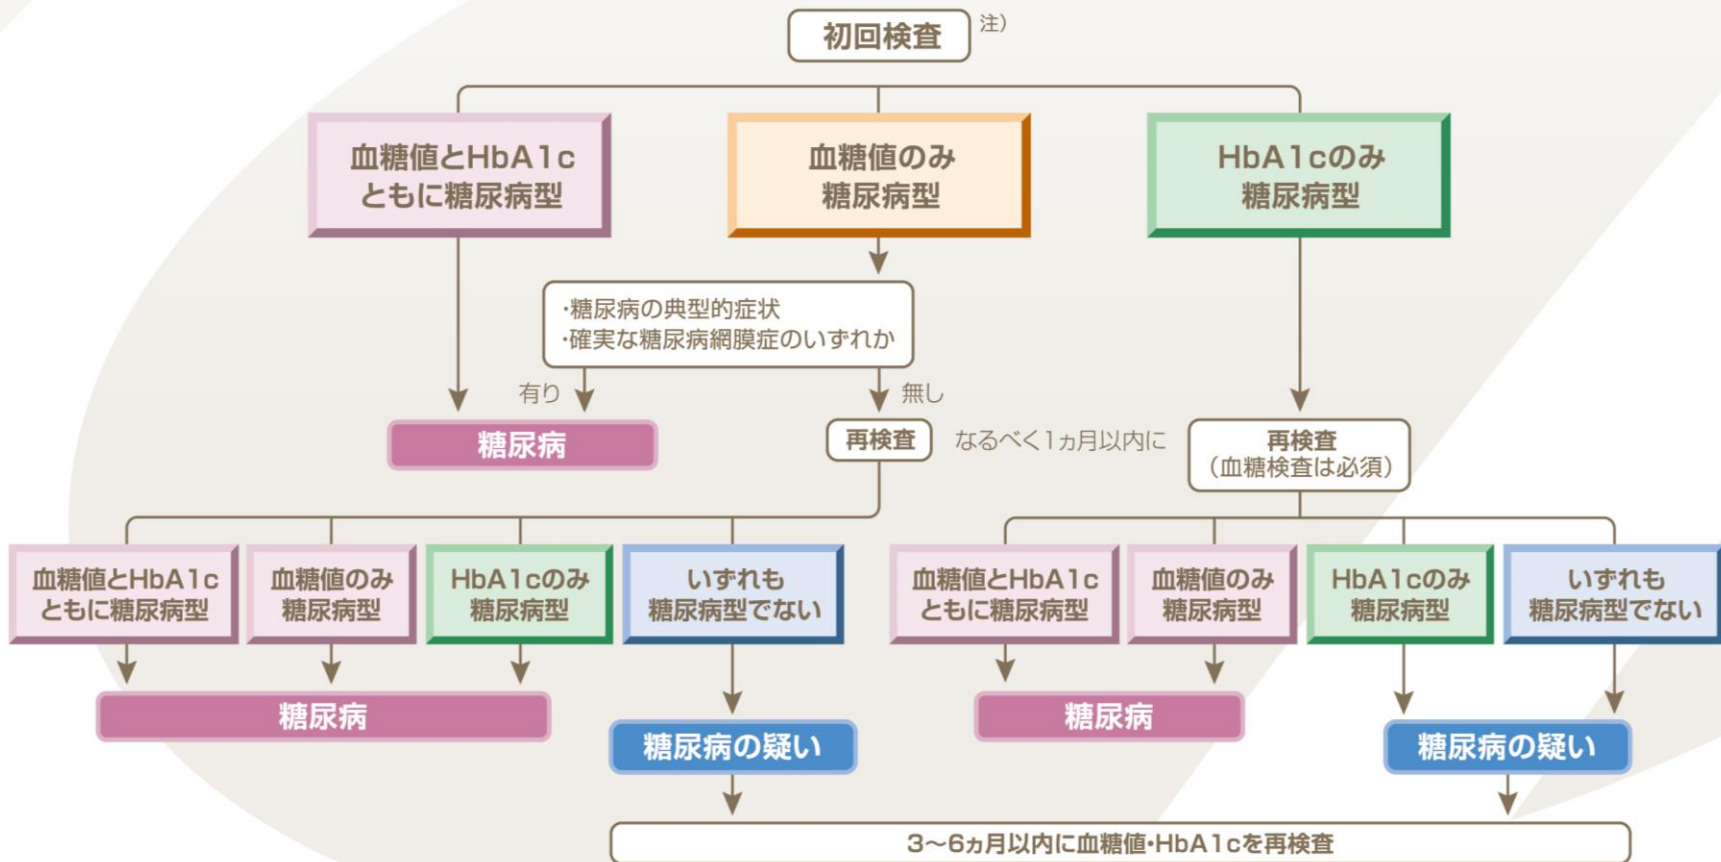 初回検査 注）
血糖値とHbA1c
ともに糖尿病型
血糖値のみ
糖尿病型
HbA1cのみ
糖尿病型
・糖尿病の典型的症状
・確実な糖尿病網膜症のいずれか
有り
無し
糖尿病
再検査
なるべく1ヵ月以内に
再検査
（血糖検査は必須）
血糖値とHbA1c
ともに糖尿病型
血糖値のみ
糖尿病型
HbA1cのみ
糖尿病型
いずれも
糖尿病型でない
血糖値とHbA1c
ともに糖尿病型
血糖値のみ
糖尿病型
HbA1cのみ
糖尿病型
いずれも
糖尿病型でない
糖尿病
糖尿病の疑い
糖尿病
糖尿病の疑い
3〜6ヵ月以内に血糖値・HbA1cを再検査